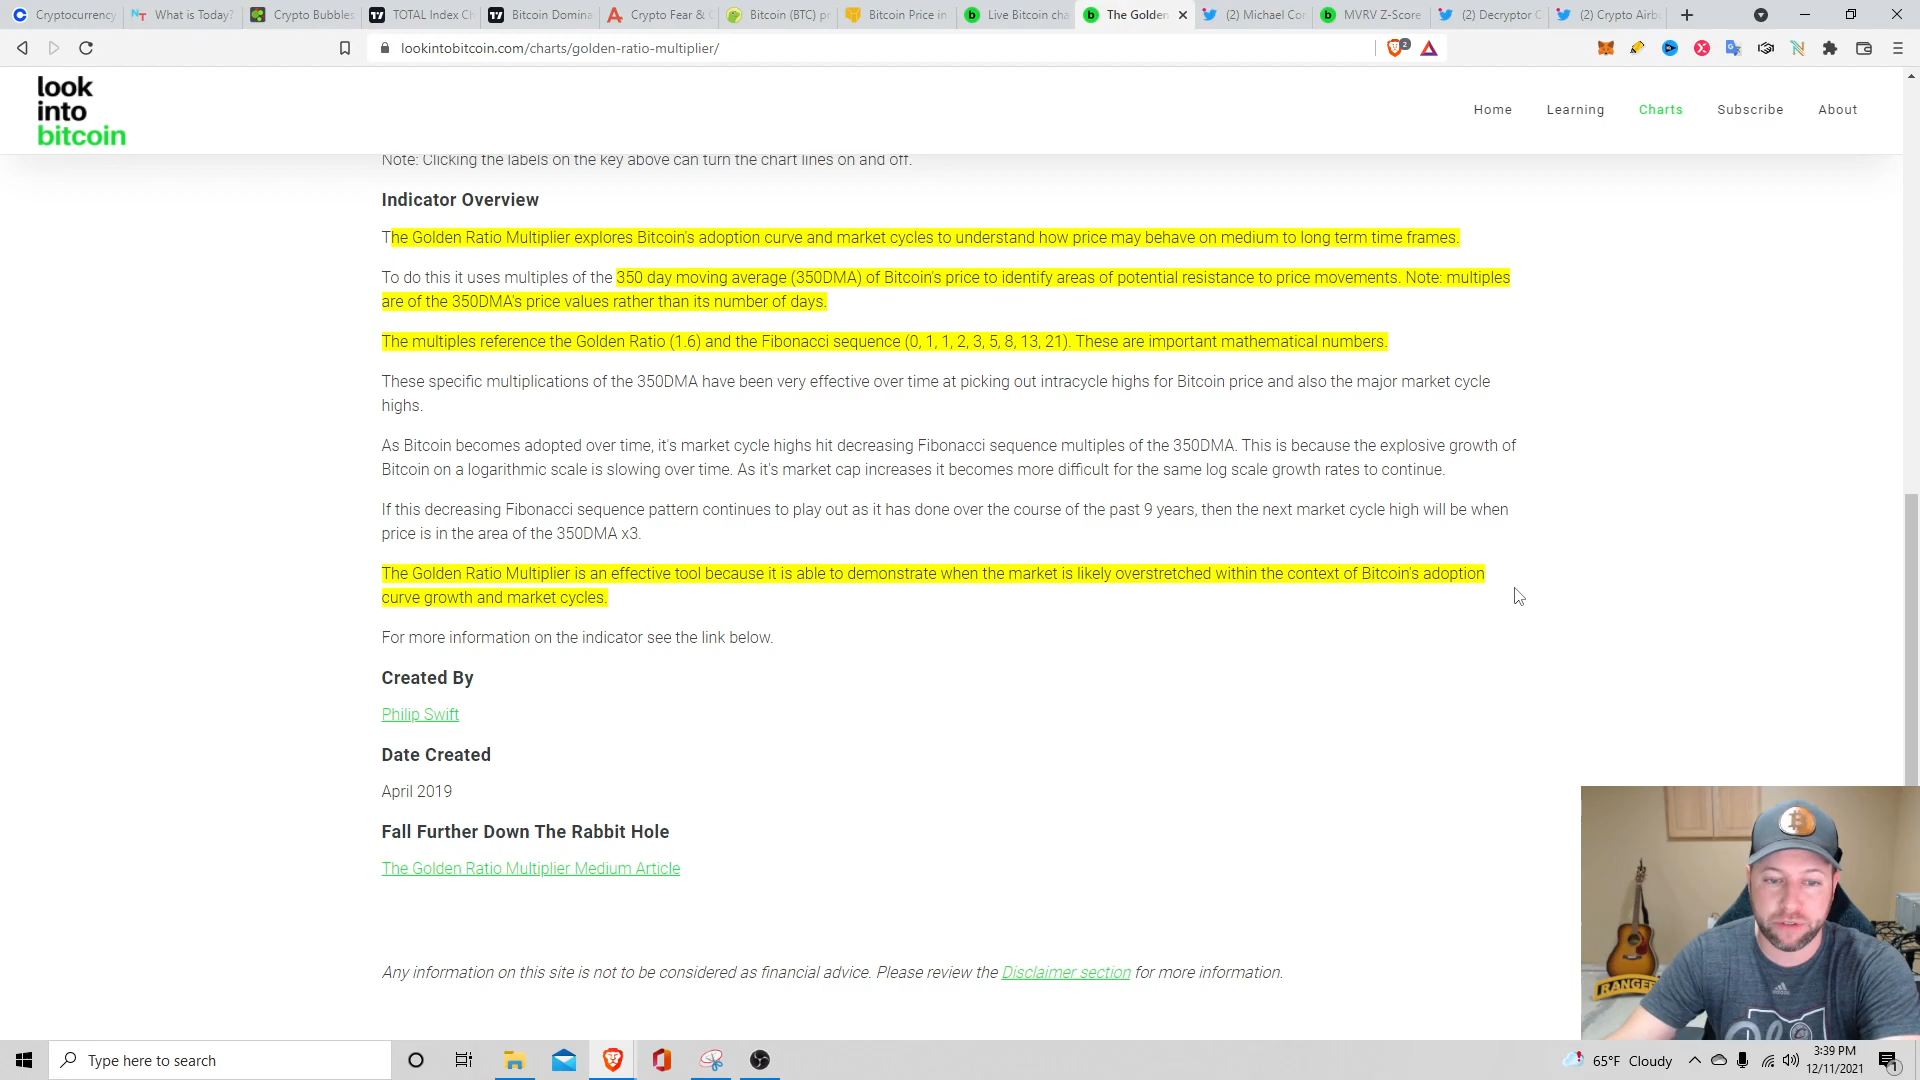 Cryptocurrency
What is Today?
Crypto Bubbles
TOTAL Index Ch
Bitcoin Domina
Crypto Fear & G
Bitcoin (BTC) pr
Bitcoin Price in
Live Bitcoin cha
The Golden
(2) Michael Cor
MVRV Z-Score
(2) Decryptor C
(2) Crypto Airb
lookintobitcoin.com/charts/golden-ratio-multiplier/
2
look
into
bitcoin
Home
Learning
Charts
Subscribe
About
Note: Clicking the labels on the key above can turn the chart lines on and off.
Indicator Overview
The Golden Ratio Multiplier explores Bitcoin's adoption curve and market cycles to understand how price may behave on medium to long term time frames.
To do this it uses multiples of the 350 day moving average (350DMA) of Bitcoin's price to identify areas of potential resistance to price movements. Note: multiples
are of the 350DMA's price values rather than its number of days.
The multiples reference the Golden Ratio (1.6) and the Fibonacci sequence (0, 1, 1, 2, 3, 5, 8, 13, 21). These are important mathematical numbers.
These specific multiplications of the 350DMA have been very effective over time at picking out intracycle highs for Bitcoin price and also the major market cycle
highs.
As Bitcoin becomes adopted over time, it's market cycle highs hit decreasing Fibonacci sequence multiples of the 350DMA. This is because the explosive growth of
Bitcoin on a logarithmic scale is slowing over time. As it's market cap increases it becomes more difficult for the same log scale growth rates to continue.
If this decreasing Fibonacci sequence pattern continues to play out as it has done over the course of the past 9 years, then the next market cycle high will be when
price is in the area of the 350DMA x3.
The Golden Ratio Multiplier is an effective tool because it is able to demonstrate when the market is likely overstretched within the context of Bitcoin's adoption
curve growth and market cycles.
For more information on the indicator see the link below.
Created By
Philip Swift
Date Created
April 2019
Fall Further Down The Rabbit Hole
The Golden Ratio Multiplier Medium Article
Any information on this site is not to be considered as financial advice. Please review the Disclaimer section for more information.
RANGER
adidas
Type here to search
65°F Cloudy
3:39 PM
12/11/2021
1